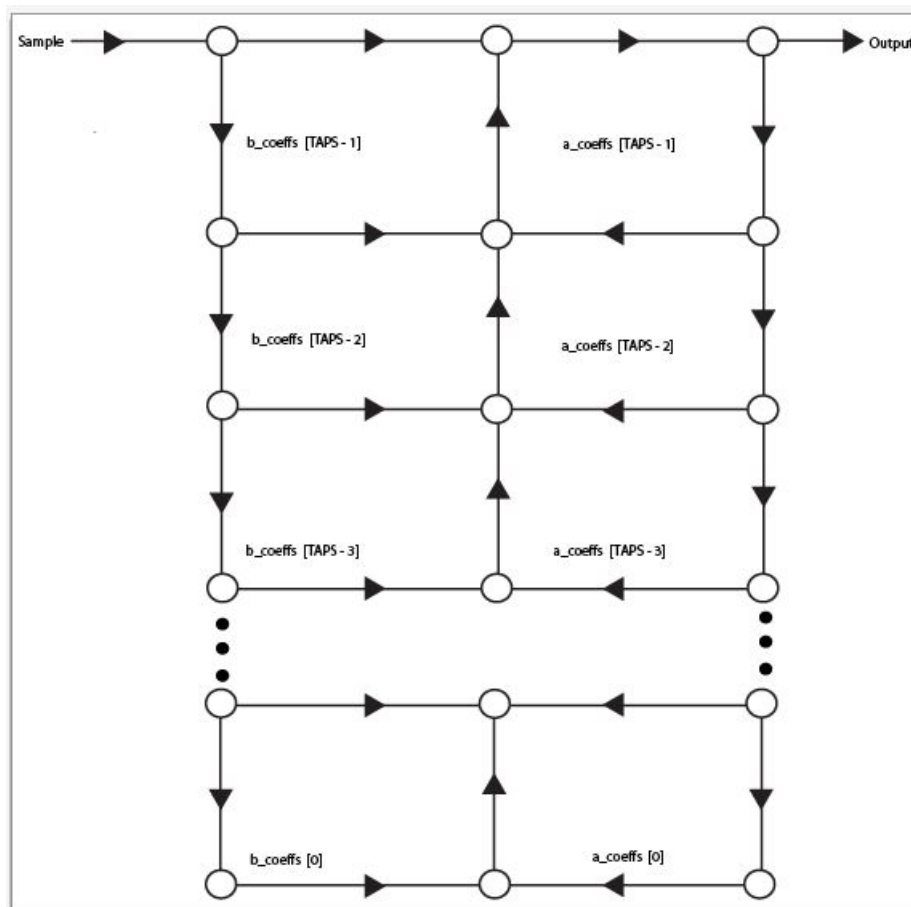 Sample
Output
b_coeffs [TAPS - 1]
a_coeffs [TAPS - 1]
b_coeffs [TAPS - 2]
a_coeffs [TAPS - 2]
b_coeffs [TAPS - 3]
a_coeffs [TAPS - 3]
b_coeffs [0]
a_coeffs [0]